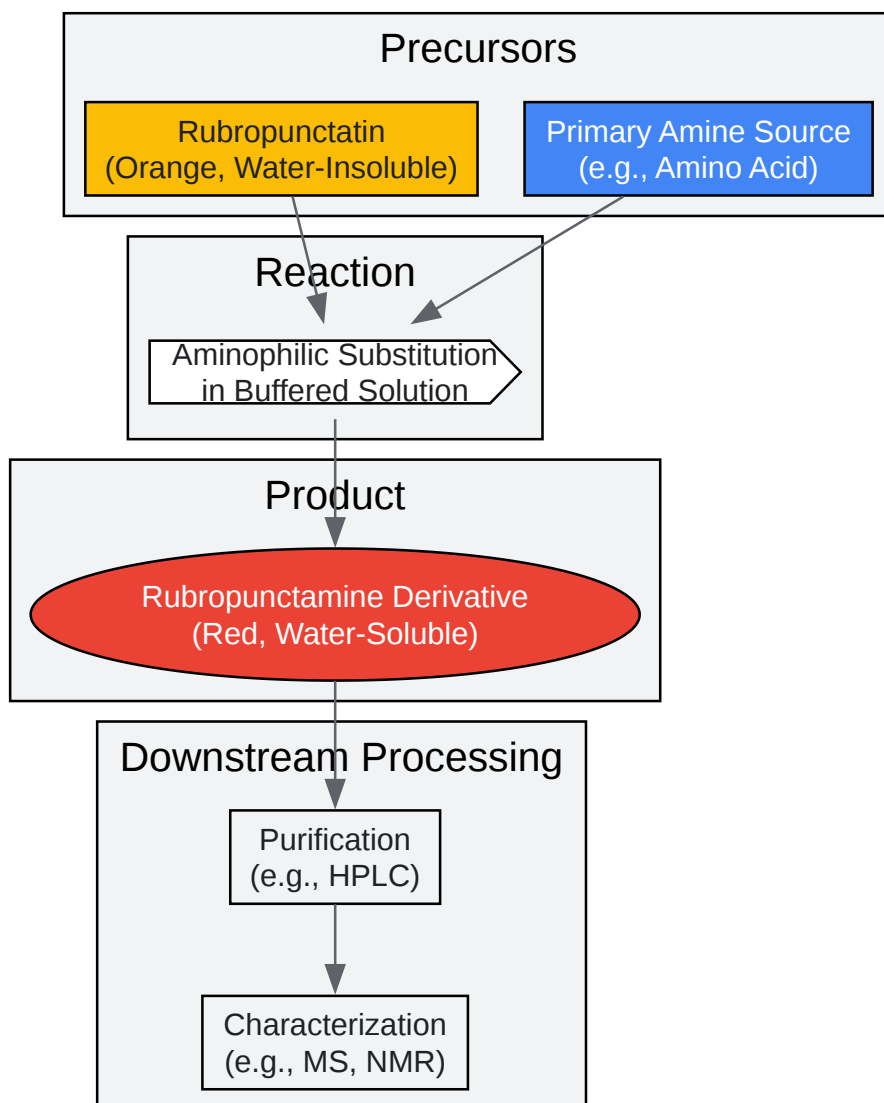 Precursors
Rubropunctatin
(Orange, Water-Insoluble)
Primary Amine Source
(e.g., Amino Acid)
Reaction
Aminophilic Substitution
in Buffered Solution
Product
Rubropunctamine Derivative
(Red, Water-Soluble)
Downstream Processing
Purification
(e.g., HPLC)
Characterization
(e.g., MS, NMR)